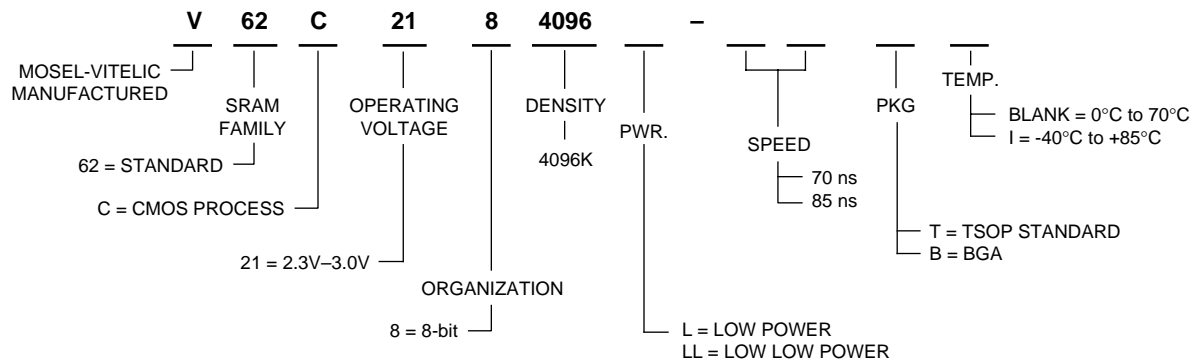 V 62 C 21 8 4096 –
MOSEL-VITELIC
MANUFACTURED
SRAM
FAMILY
62 = STANDARD
C = CMOS PROCESS
OPERATING
VOLTAGE
21 = 2.3V–3.0V
ORGANIZATION
8 = 8-bit
DENSITY
4096K
PWR.
L = LOW POWER
LL = LOW LOW POWER
SPEED
70 ns
85 ns
PKG
T = TSOP STANDARD
B = BGA
TEMP.
BLANK = 0°C to 70°C
I = -40°C to +85°C